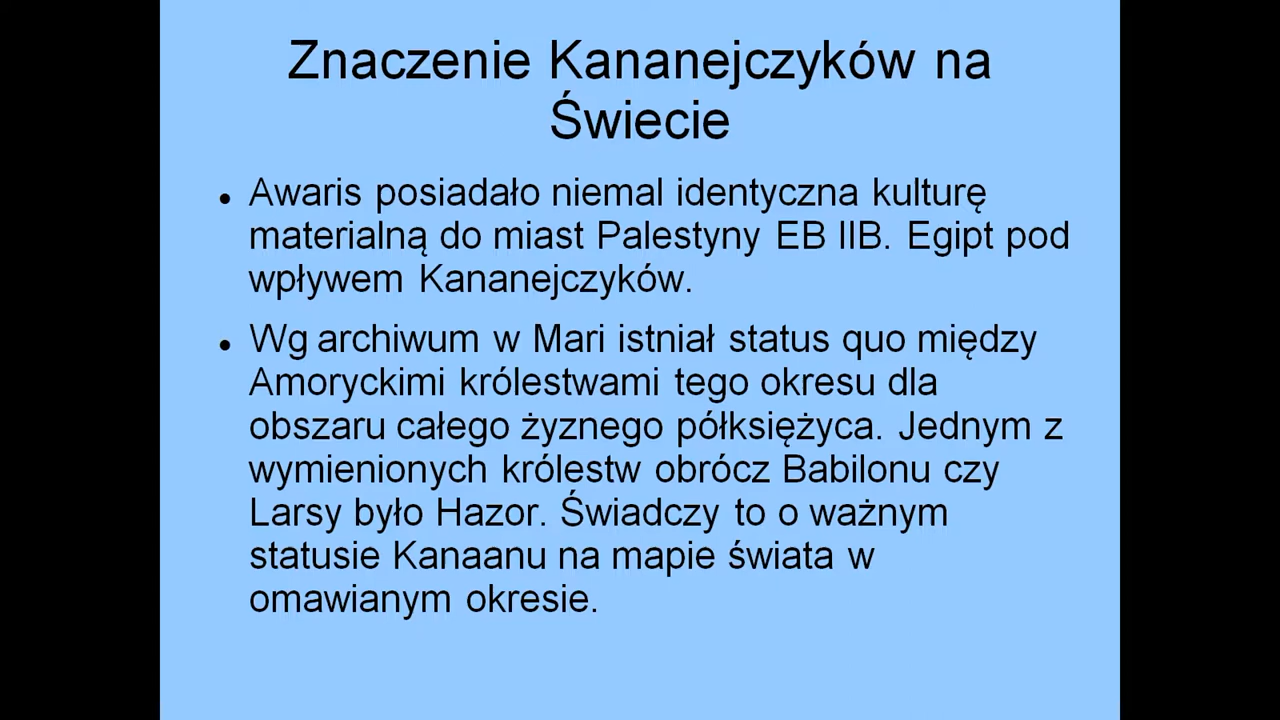 Znaczenie Kananejczyków na
Świecie
● Awaris posiadało niemal identyczna kulturę
materialną do miast Palestyny EB IIB. Egipt pod
wpływem Kananejczyków.
● Wg archiwum w Mari istniał status quo między
Amoryckimi królestwami tego okresu dla
obszaru całego żyznego półksiężyca. Jednym z
wymienionych królestw obrócz Babilonu czy
Larsy było Hazor. Świadczy to o ważnym
statusie Kanaanu na mapie świata w
omawianym okresie.